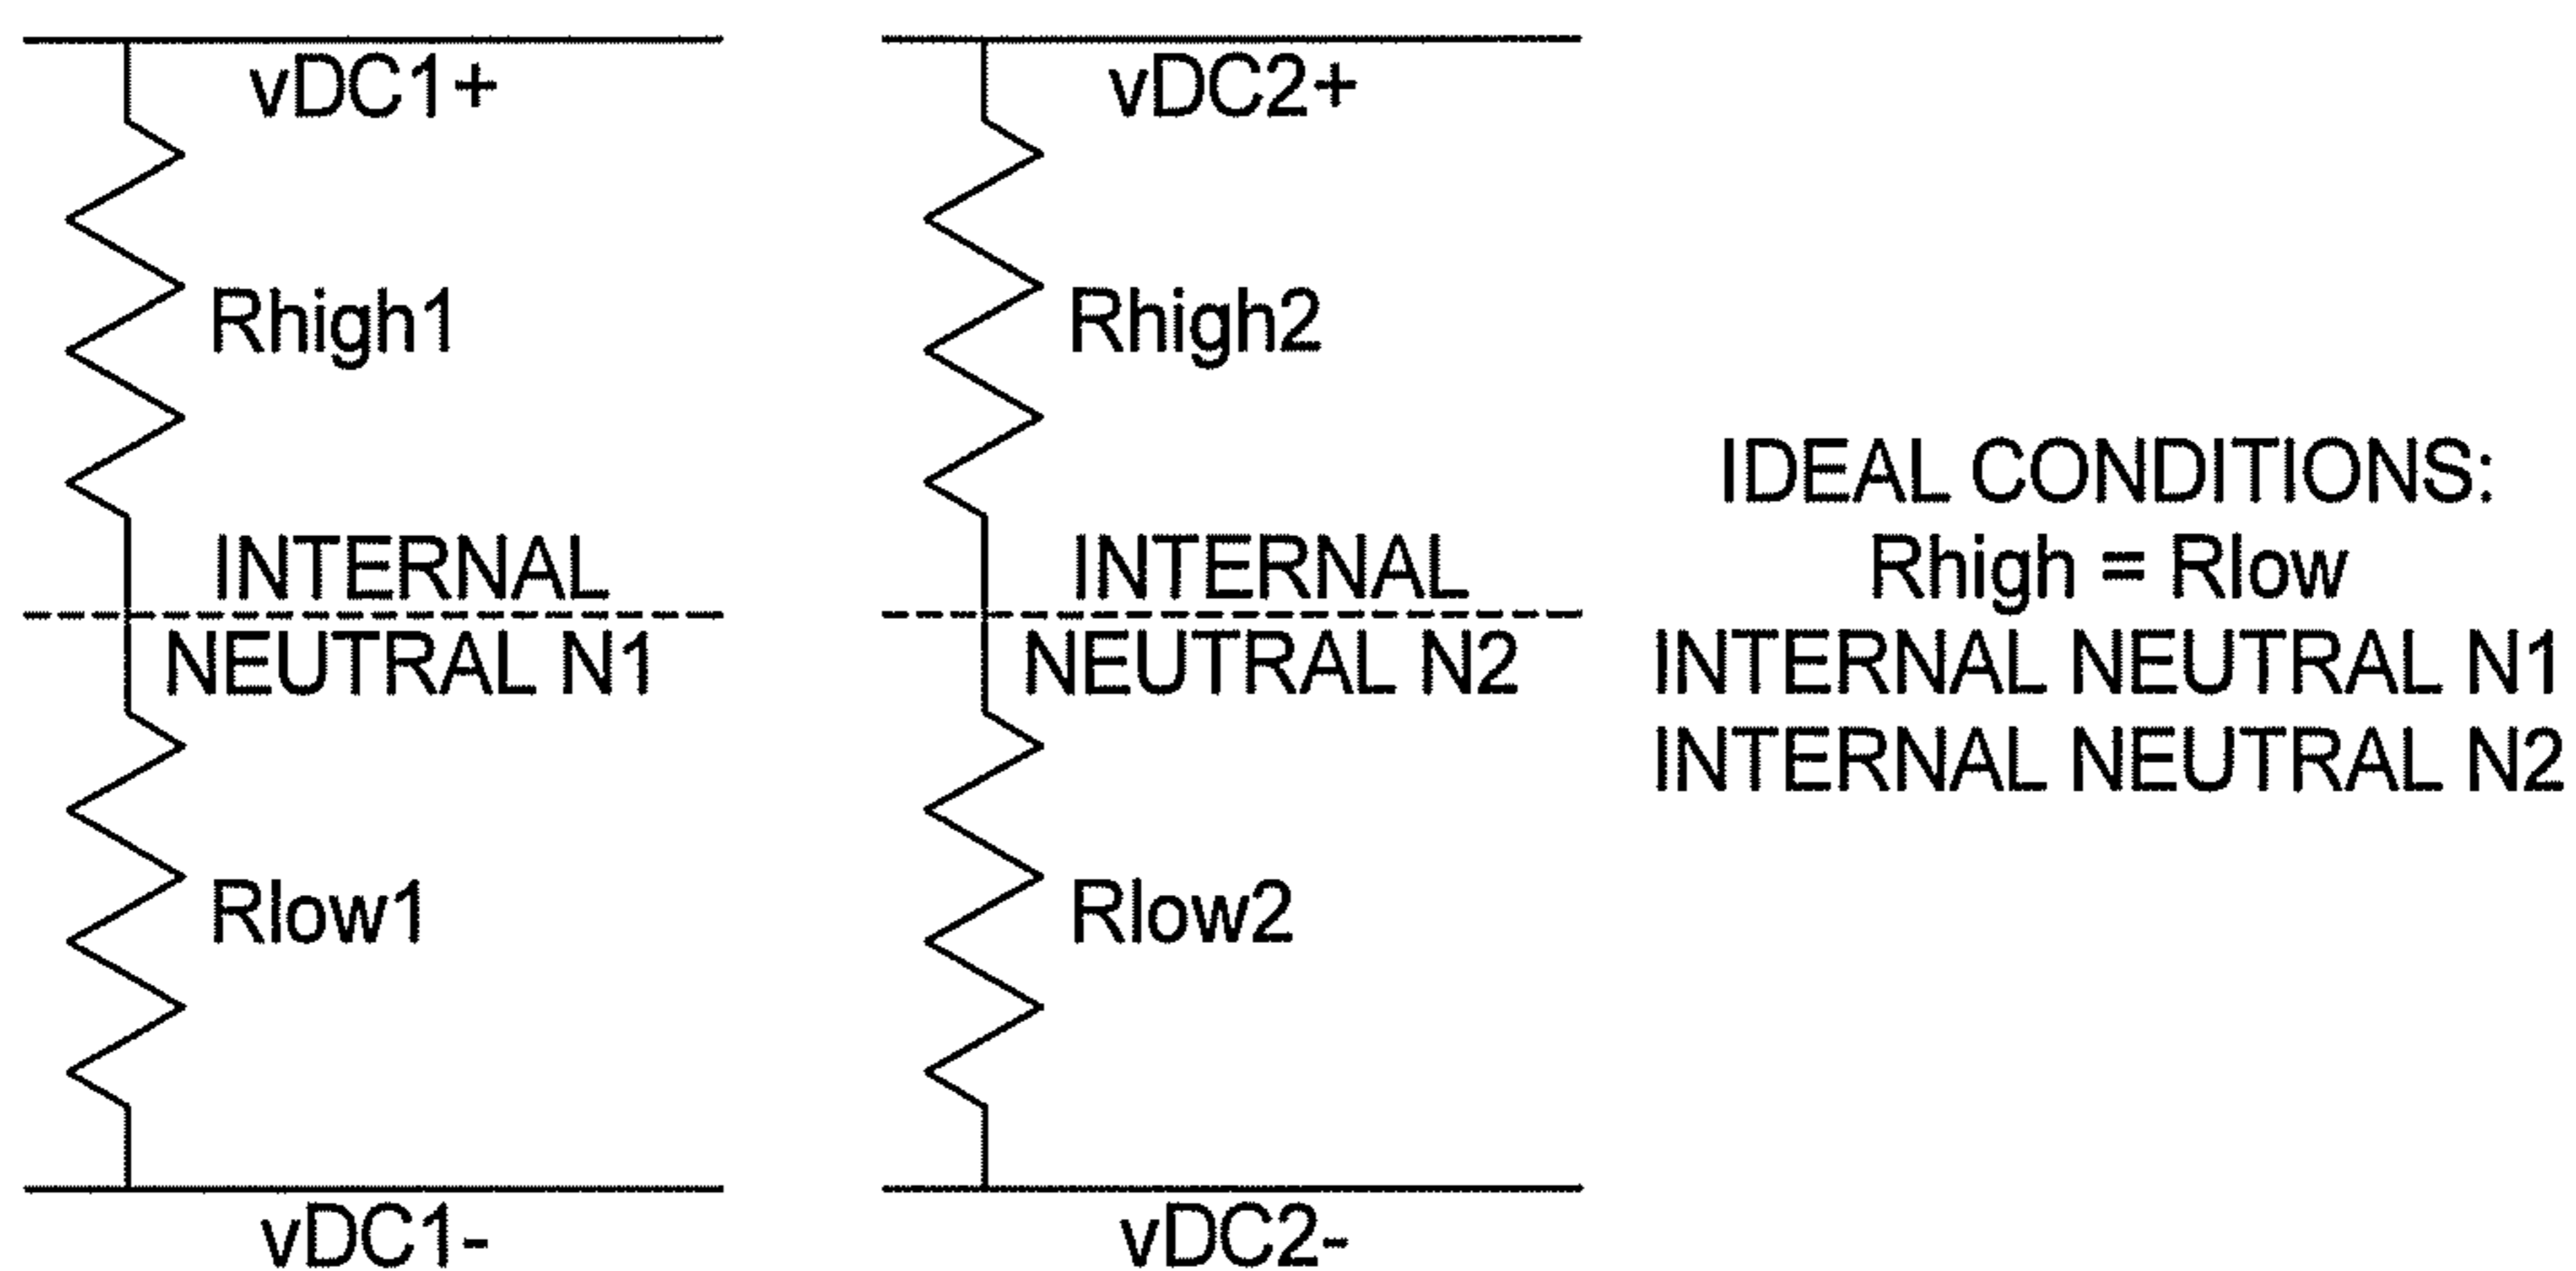 vDC1+
Rhigh1
INTERNAL
NEUTRAL N1
Rlow1
vDC1-
vDC2+
Rhigh2
INTERNAL
NEUTRAL N2
Rlow2
vDC2-
IDEAL CONDITIONS:
Rhigh = Rlow
INTERNAL NEUTRAL N1
INTERNAL NEUTRAL N2